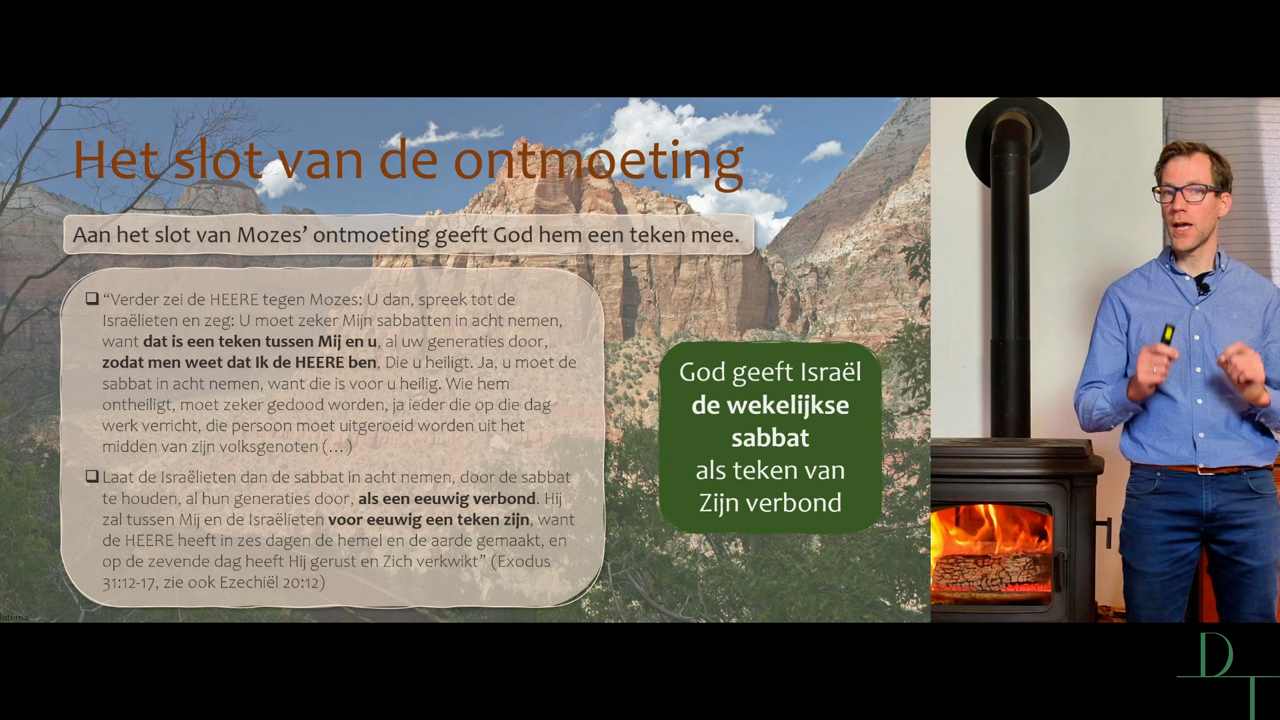 Het slot van de ontmoeting
Aan het slot van Mozes’ ontmoeting geeft God hem een teken mee.
“Verder zei de HEERE tegen Mozes: U dan, spreek tot de
Israëlieten en zeg: U moet zeker Mijn sabbatten in acht nemen,
want dat is een teken tussen Mij en u, al uw generaties door,
zodat men weet dat Ik de HEERE ben, Die u heiligt. Ja, u moet de
sabbat in acht nemen, want die is voor u heilig. Wie hem
ontheiligt, moet zeker gedood worden, ja ieder die op die dag
werk verricht, die persoon moet uitgeroeid worden uit het
midden van zijn volksgenoten (…)
Laat de Israëlieten dan de sabbat in acht nemen, door de sabbat
te houden, al hun generaties door, als een eeuwig verbond. Hij
zal tussen Mij en de Israëlieten voor eeuwig een teken zijn, want
de HEERE heeft in zes dagen de hemel en de aarde gemaakt, en
op de zevende dag heeft Hij gerust en Zich verkwikt” (Exodus
31:12-17, zie ook Ezechiël 20:12)
God geeft Israël
de wekelijkse
sabbat
als teken van
Zijn verbond
Internal
DT